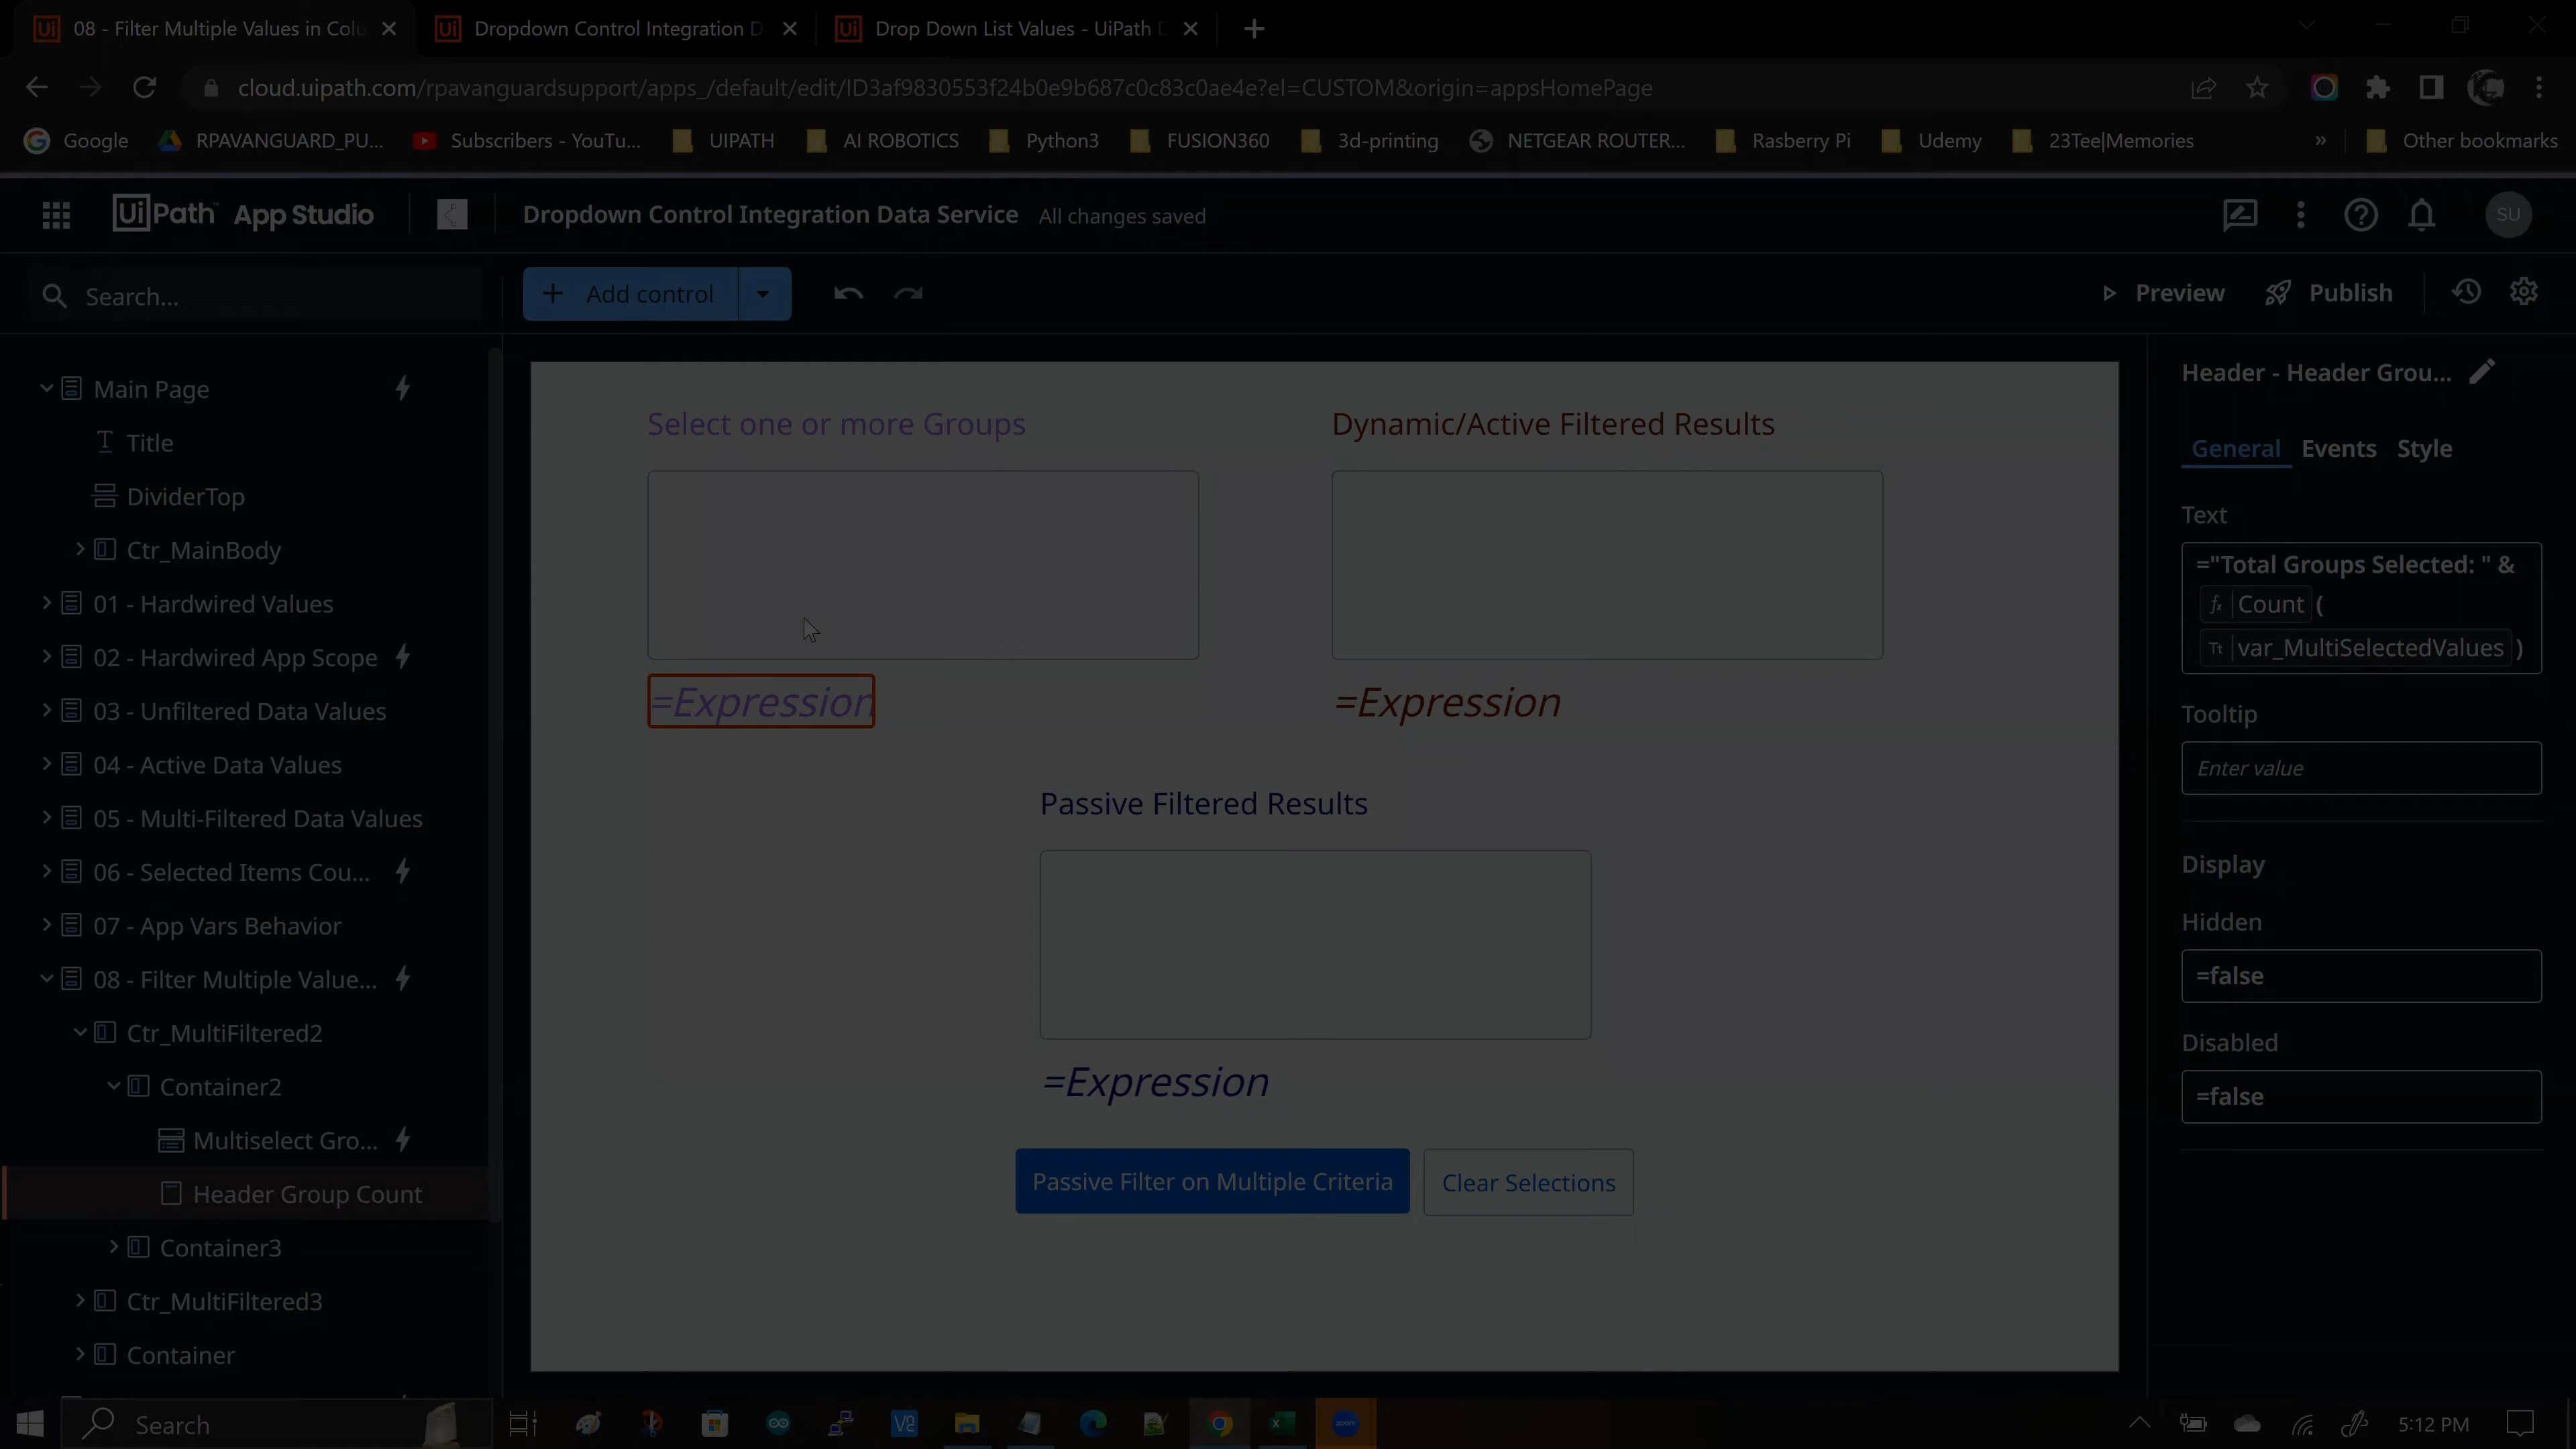 08 - Filter Multiple Values in Colu
Dropdown Control Integration D
Drop Down List Values - UiPath D
cloud.uipath.com/rpavanguardsupport/apps_/default/edit/ID3af9830553f24b0e9b687c0c83c0ae4e?el=CUSTOM&origin=appsHomePage
Google RPAVANGUARD_PU... Subscribers - YouTu... UIPATH AI ROBOTICS Python3 FUSION360 3d-printing NETGEAR ROUTER... Rasberry Pi Udemy 23Tee|Memories » Other bookmarks
UiPath™ App Studio Dropdown Control Integration Data Service All changes saved SU
Search... + Add control Preview Publish
Main Page
Title
DividerTop
Ctr_MainBody
01 - Hardwired Values
02 - Hardwired App Scope
03 - Unfiltered Data Values
04 - Active Data Values
05 - Multi-Filtered Data Values
06 - Selected Items Cou...
07 - App Vars Behavior
08 - Filter Multiple Value...
Ctr_MultiFiltered2
Container2
Multiselect Gro...
Header Group Count
Container3
Ctr_MultiFiltered3
Container
Select one or more Groups
=Expression
Dynamic/Active Filtered Results
=Expression
Passive Filtered Results
=Expression
Passive Filter on Multiple Criteria Clear Selections
Header - Header Grou...
General Events Style
Text
="Total Groups Selected: " &
fx Count (
Tt var_MultiSelectedValues )
Tooltip
Enter value
Display
Hidden
=false
Disabled
=false
Search zoom 5:12 PM